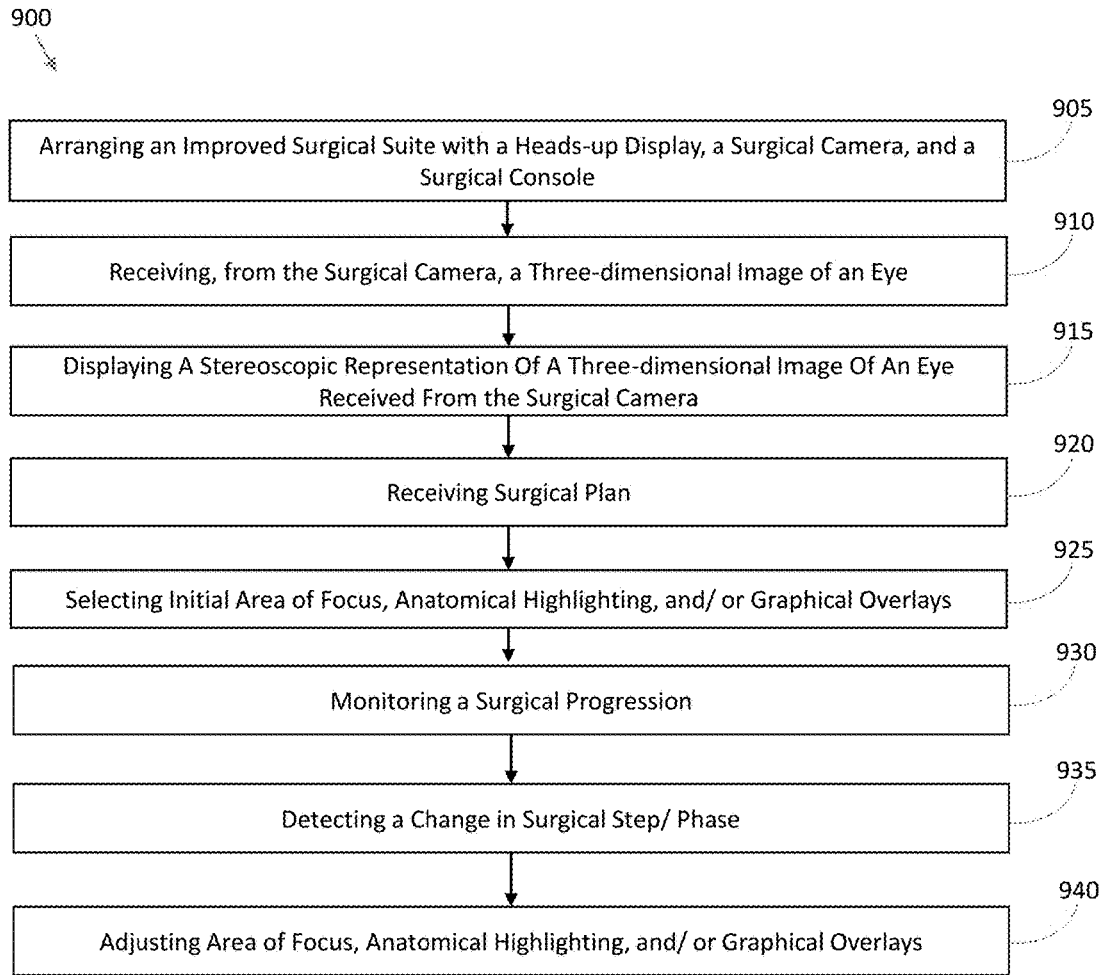 900
905
Arranging an Improved Surgical Suite with a Heads-up Display, a Surgical Camera, and a
Surgical Console
910
Receiving, from the Surgical Camera, a Three-dimensional Image of an Eye
915
Displaying A Stereoscopic Representation Of A Three-dimensional Image Of An Eye
Received From the Surgical Camera
920
Receiving Surgical Plan
925
Selecting Initial Area of Focus, Anatomical Highlighting, and/ or Graphical Overlays
930
Monitoring a Surgical Progression
935
Detecting a Change in Surgical Step/ Phase
940
Adjusting Area of Focus, Anatomical Highlighting, and/ or Graphical Overlays